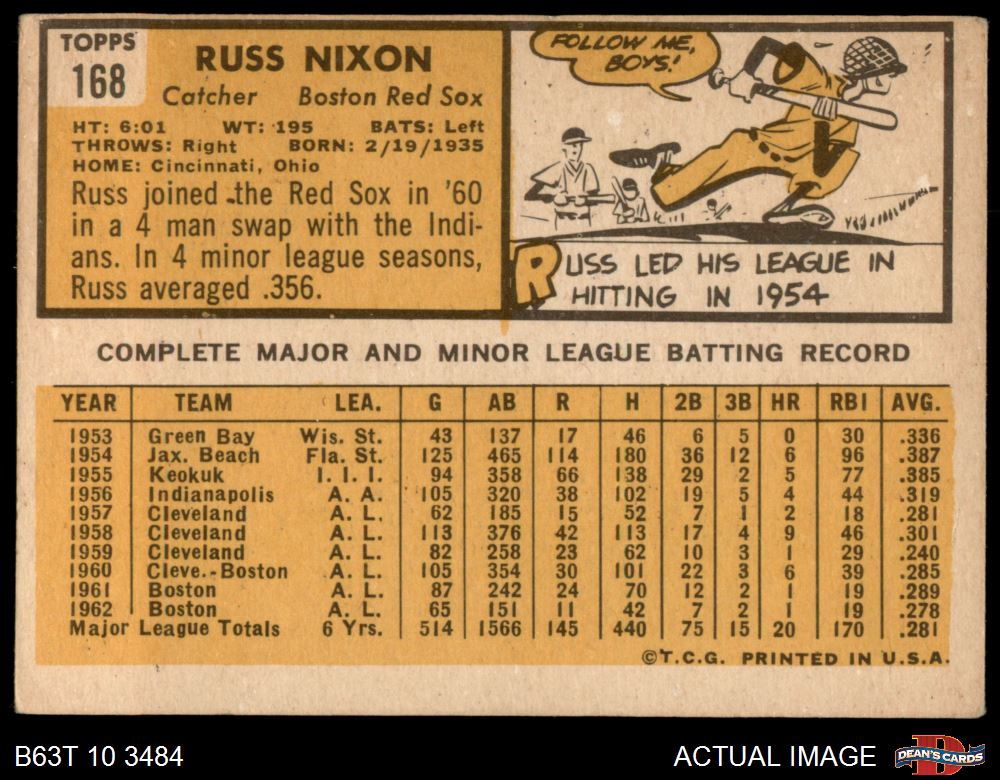 TOPPS
168
RUSS NIXON
Catcher Boston Red Sox
HT: 6:01 WT: 195 BATS: Left
THROWS: Right BORN: 2/19/1935
HOME: Cincinnati, Ohio
Russ joined the Red Sox in '60
in a 4 man swap with the Indi-
ans. In 4 minor league seasons,
Russ averaged .356.
FOLLOW ME,
BOYS!
RUSS LED HIS LEAGUE IN
HITTING IN 1954
COMPLETE MAJOR AND MINOR LEAGUE BATTING RECORD
YEAR TEAM LEA. G AB R H 2B 3B HR RBI AVG.
1953 Green Bay Wis. St. 43 137 17 46 6 5 0 30 .336
1954 Jax. Beach Fla. St. 125 465 114 180 36 12 6 96 .387
1955 Keokuk I. I. I. 94 358 66 138 29 2 5 77 .385
1956 Indianapolis A. A. 105 320 38 102 19 5 4 44 .319
1957 Cleveland A. L. 62 185 15 52 7 1 2 18 .281
1958 Cleveland A. L. 113 376 42 113 17 4 9 46 .301
1959 Cleveland A. L. 82 258 23 62 10 3 1 29 .240
1960 Cleve.-Boston A. L. 105 354 30 101 22 3 6 39 .285
1961 Boston A. L. 87 242 24 70 12 2 1 19 .289
1962 Boston A. L. 65 151 11 42 7 2 1 19 .278
Major League Totals 6 Yrs. 514 1566 145 440 75 15 20 170 .281
©T.C.G. PRINTED IN U.S.A.
B63T 10 3484
ACTUAL IMAGE
DEAN'S CARDS